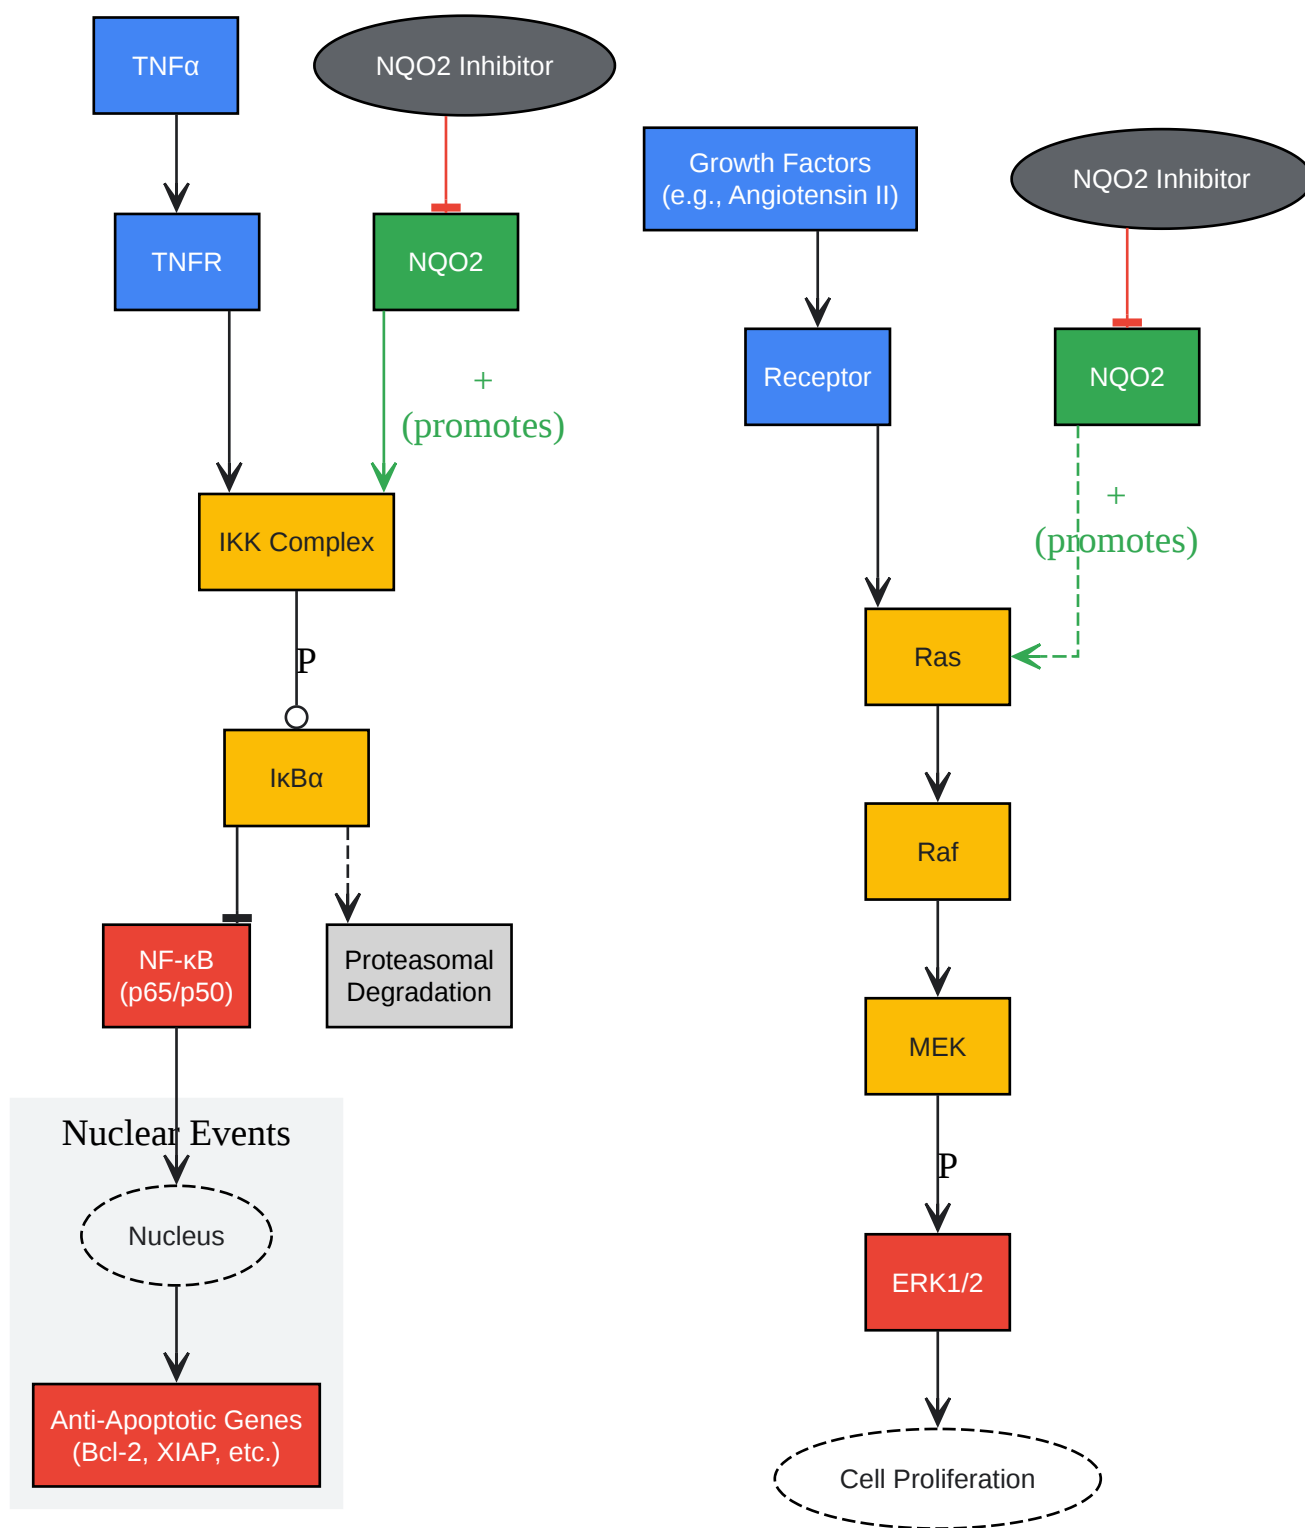 TNFα
NQO2 Inhibitor
TNFR
NQO2
+
(promotes)
IKK Complex
P
IκBα
NF-κB
(p65/p50)
Proteasomal
Degradation
Nuclear Events
Nucleus
Anti-Apoptotic Genes
(Bcl-2, XIAP, etc.)
Growth Factors
(e.g., Angiotensin II)
NQO2 Inhibitor
Receptor
NQO2
+
(promotes)
Ras
Raf
MEK
P
ERK1/2
Cell Proliferation